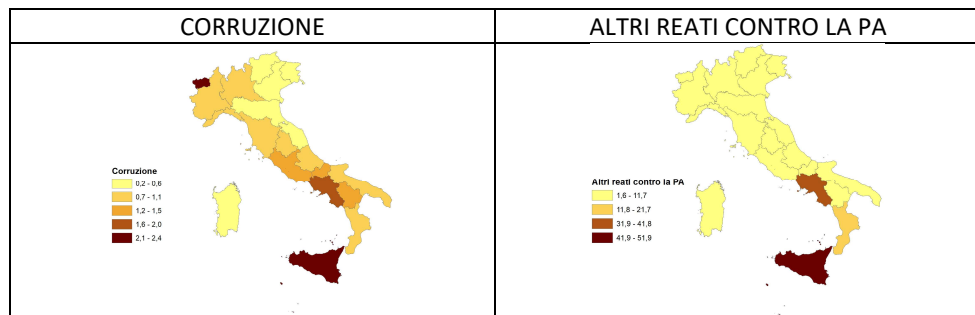 CORRUZIONE
ALTRI REATI CONTRO LA PA
Corruzione
0,2 - 0,6
0,7 - 1,1
1,2 - 1,5
1,6 - 2,0
2,1 - 2,4
Altri reati contro la PA
1,6 - 11,7
11,8 - 21,7
31,9 - 41,8
41,9 - 51,9